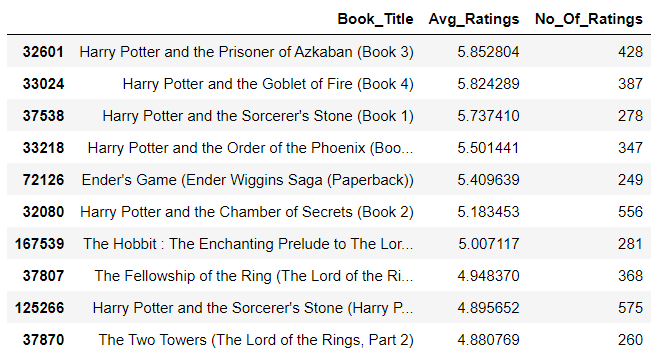 Book_Title Avg_Ratings No_Of_Ratings
32601 Harry Potter and the Prisoner of Azkaban (Book 3) 5.852804 428
33024 Harry Potter and the Goblet of Fire (Book 4) 5.824289 387
37538 Harry Potter and the Sorcerer's Stone (Book 1) 5.737410 278
33218 Harry Potter and the Order of the Phoenix (Boo... 5.501441 347
72126 Ender's Game (Ender Wiggins Saga (Paperback)) 5.409639 249
32080 Harry Potter and the Chamber of Secrets (Book 2) 5.183453 556
167539 The Hobbit : The Enchanting Prelude to The Lor... 5.007117 281
37807 The Fellowship of the Ring (The Lord of the Ri... 4.948370 368
125266 Harry Potter and the Sorcerer's Stone (Harry P... 4.895652 575
37870 The Two Towers (The Lord of the Rings, Part 2) 4.880769 260